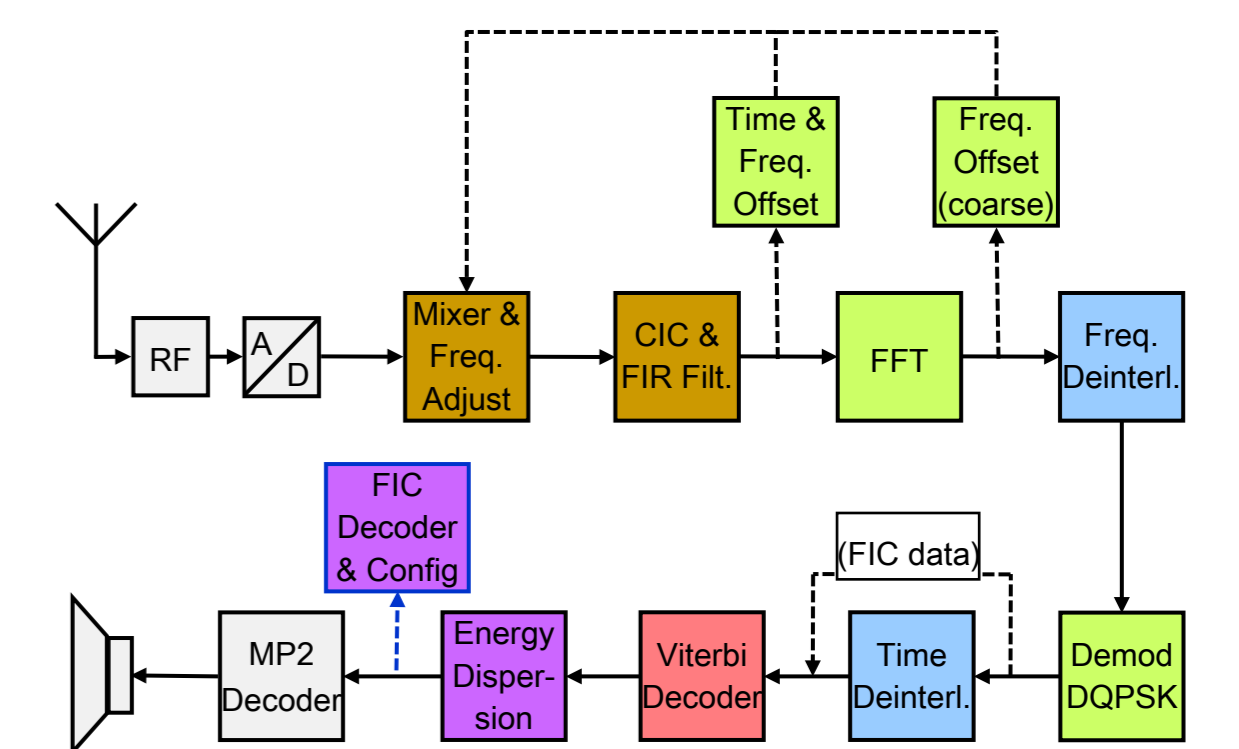 Time &
Freq.
Offset
Freq.
Offset
(coarse)
RF
A
D
Mixer &
Freq.
Adjust
CIC &
FIR Filt.
FFT
Freq.
Deinterl.
FIC
Decoder
& Config
(FIC data)
MP2
Decoder
Energy
Disper-
sion
Viterbi
Decoder
Time
Deinterl.
Demod
DQPSK